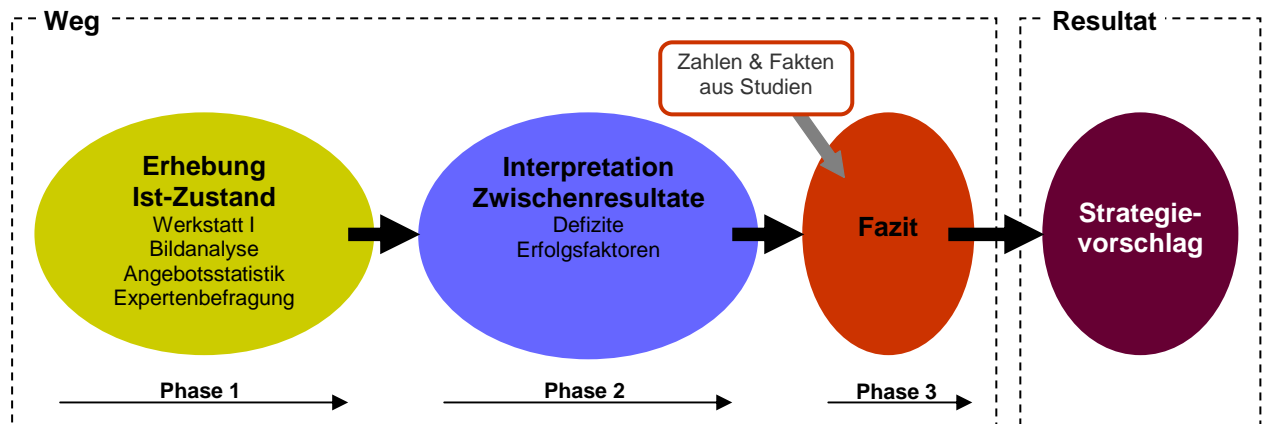 Weg
Resultat
Zahlen & Fakten
aus Studien
Erhebung
Ist-Zustand
Werkstatt I
Bildanalyse
Angebotsstatistik
Expertenbefragung
Interpretation
Zwischenresultate
Defizite
Erfolgsfaktoren
Fazit
Strategie-
vorschlag
Phase 1
Phase 2
Phase 3